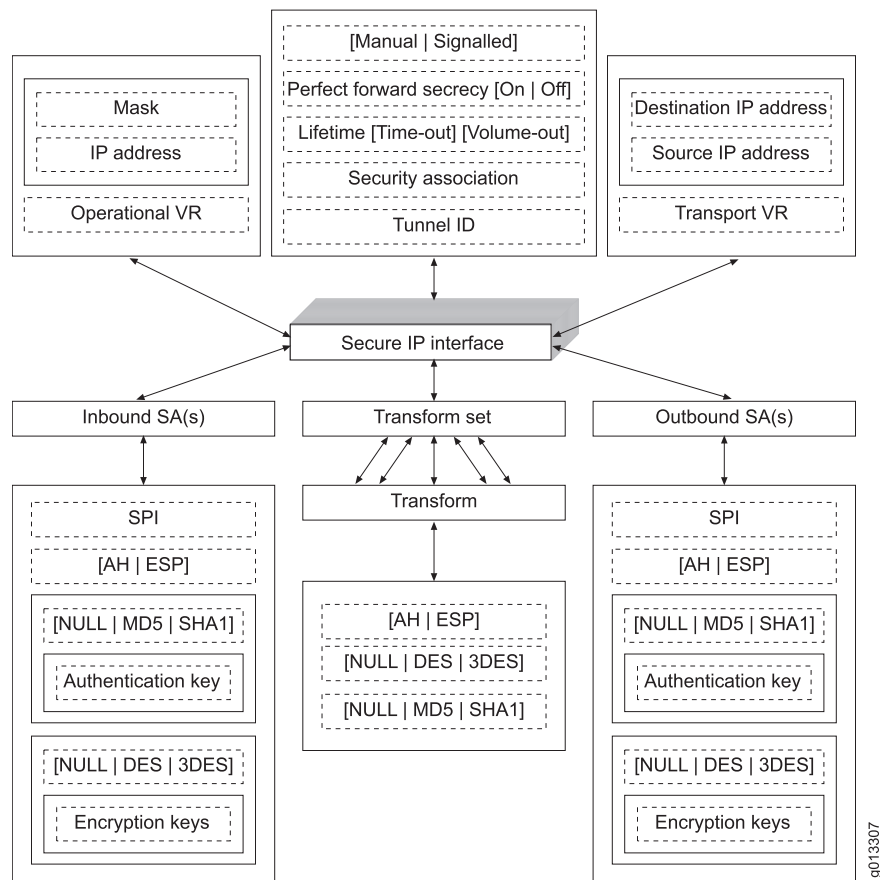 [Manual | Signalled]
Perfect forward secrecy [On | Off]
Lifetime [Time-out] [Volume-out]
Security association
Tunnel ID
Mask
IP address
Operational VR
Destination IP address
Source IP address
Transport VR
Secure IP interface
Inbound SA(s)
Transform set
Outbound SA(s)
Transform
SPI
[AH | ESP]
[NULL | MD5 | SHA1]
Authentication key
[NULL | DES | 3DES]
Encryption keys
[AH | ESP]
[NULL | DES | 3DES]
[NULL | MD5 | SHA1]
SPI
[AH | ESP]
[NULL | MD5 | SHA1]
Authentication key
[NULL | DES | 3DES]
Encryption keys
g013307